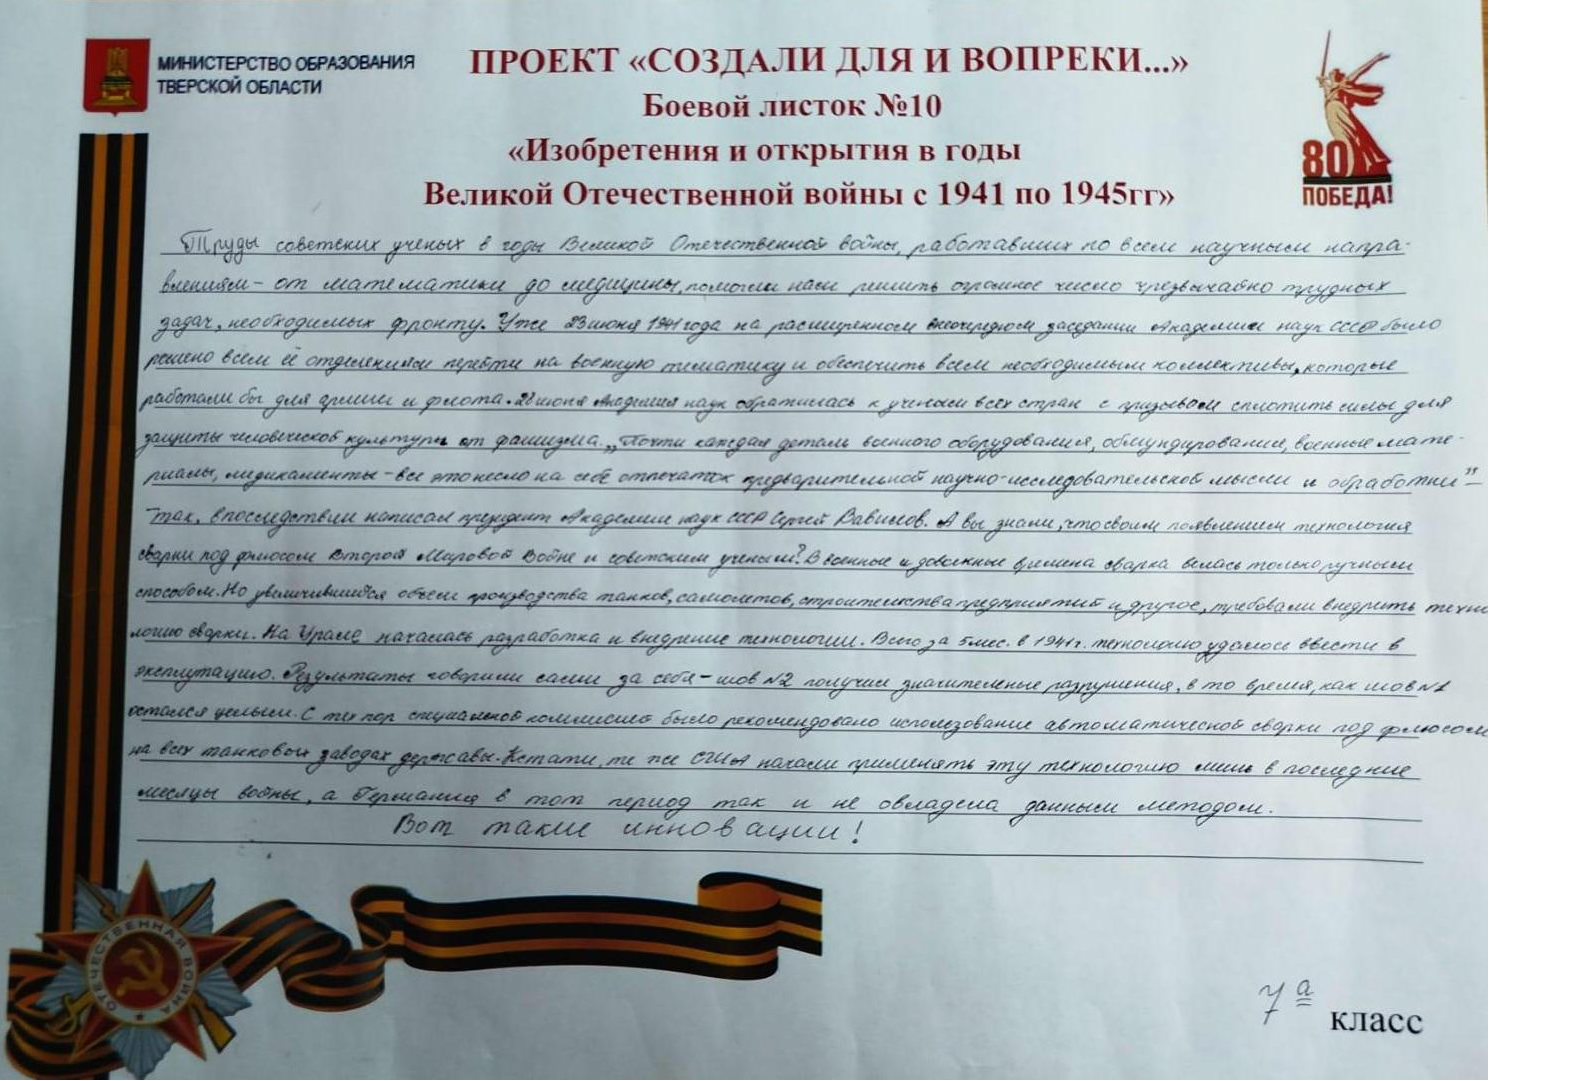 МИНИСТЕРСТВО ОБРАЗОВАНИЯ
ТВЕРСКОЙ ОБЛАСТИ
ПРОЕКТ «СОЗДАЛИ ДЛЯ И ВОПРЕКИ...»
Боевой листок №10
«Изобретения и открытия в годы
Великой Отечественной войны с 1941 по 1945гг»
80
ПОБЕДА!
Труды советских ученых в годы Великой Отечественной войны, работавших по всем научным напра-
влениям - от математики до медицины, помогли нам решить огромное число чрезвычайно трудных
задач, необходимых фронту. Уже 23 июня 1941 года на расширенном внеочередном заседании Академии наук СССР было
решено всем её отделениям перейти на военную тематику и обеспечить всем необходимым коллективы, которые
работали бы для армии и флота. 28 июня Академия наук обратилась к ученым всех стран с призывом сплотить силы для
защиты человеческой культуры от фашизма. „Почти каждая деталь военного оборудования, обмундирования, военные мате-
риалы, медикаменты - все это несло на себе отпечаток предварительной научно-исследовательской мысли и обработки" -
так, впоследствии написал президент Академии наук СССР Сергей Вавилов. А вы знали, что своим появлением технология
сварки под флюсом Второй Мировой Войне и советским ученым? В военные и довоенные времена сварка велась только ручным
способом. Но увеличившийся объем производства танков, самолетов, строительства предприятий и другое, требовали внедрить техно
логию сварки. На Урале началась разработка и внедрение технологии. Всего за 5 мес. в 1941г. технологию удалось ввести в
эксплутацию. Результаты говорили сами за себя - шов №2 получил значительные разрушения, в то время, как шов №1
остался целым. С тех пор специальной комиссией было рекомендовано использование автоматической сварки под флюсом
на всех танковых заводах державы. Кстати, те же США начали применять эту технологию лишь в последние
месяцы войны, а Германия в тот период так и не овладела данным методом.
Вот такие инновации!
ОТЕЧЕСТВЕННАЯ ВОЙНА
7 а класс